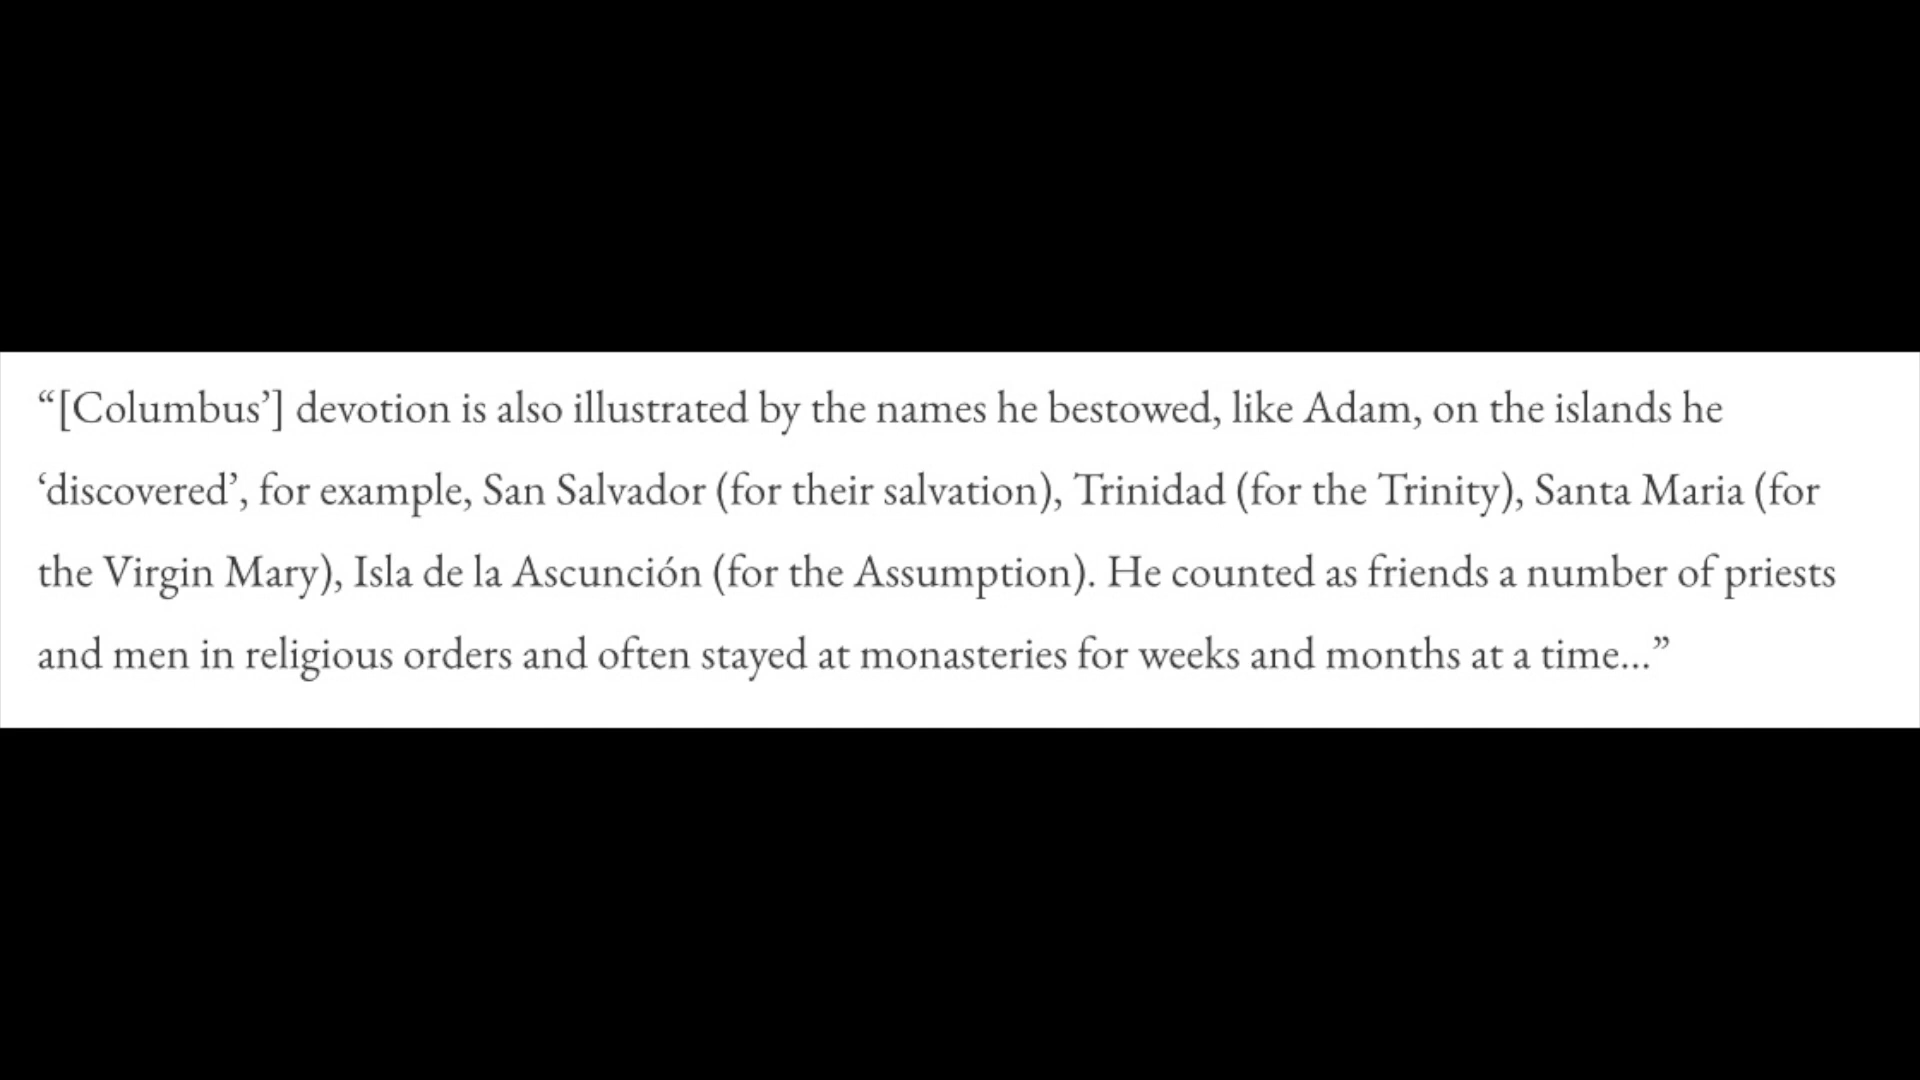 “[Columbus’] devotion is also illustrated by the names he bestowed, like Adam, on the islands he
‘discovered’, for example, San Salvador (for their salvation), Trinidad (for the Trinity), Santa Maria (for
the Virgin Mary), Isla de la Ascunción (for the Assumption). He counted as friends a number of priests
and men in religious orders and often stayed at monasteries for weeks and months at a time...”